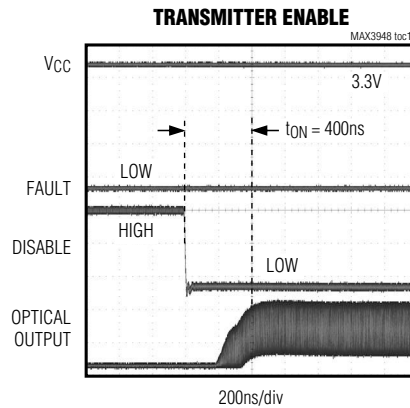 TRANSMITTER ENABLE
MAX3948 toc1
VCC
3.3V
tON = 400ns
LOW
FAULT
HIGH
DISABLE
LOW
OPTICAL
OUTPUT
200ns/div